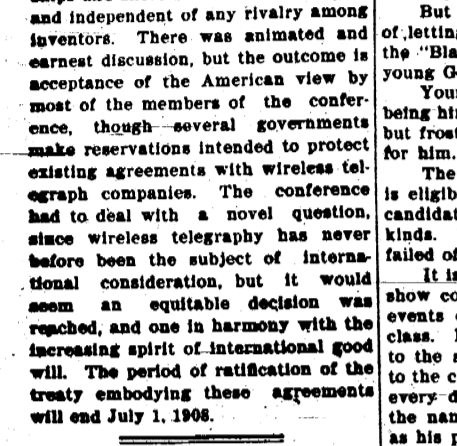 and independent of any rivalry among
inventors. There was animated and
earnest discussion, but the outcome is
acceptance of the American view by
most of the members of the confer-
ence, though several governments
make reservations intended to protect
existing agreements with wireless tel-
egraph companies. The conference
had to deal with a novel question,
since wireless telegraphy has never
before been the subject of interna-
tional consideration, but it would
seem an equitable decision was
reached, and one in harmony with the
increasing spirit of international good
will. The period of ratification of the
treaty embodying these agreements
will end July 1, 1908.
But
of letting
the "Bla
young G
You
being hi
but fros
for him.
The
is eligib
candidat
kinds.
failed of
It is
show co
events
class.
to the
to the c
every d
the nam
as his